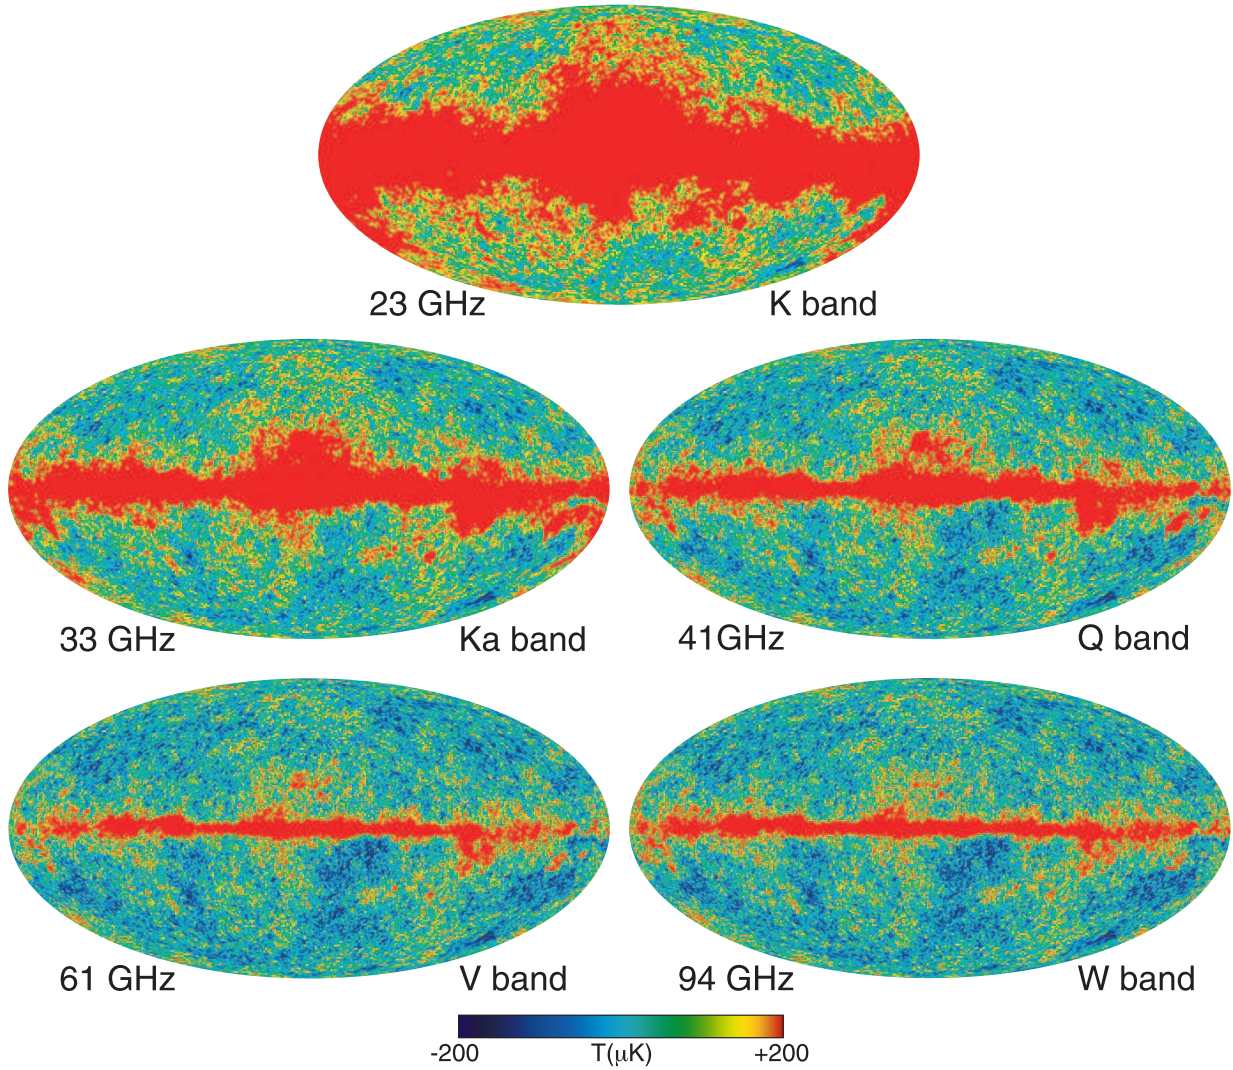 23 GHz K band
33 GHz Ka band
41GHz Q band
61 GHz V band
94 GHz W band
-200 T(μK) +200